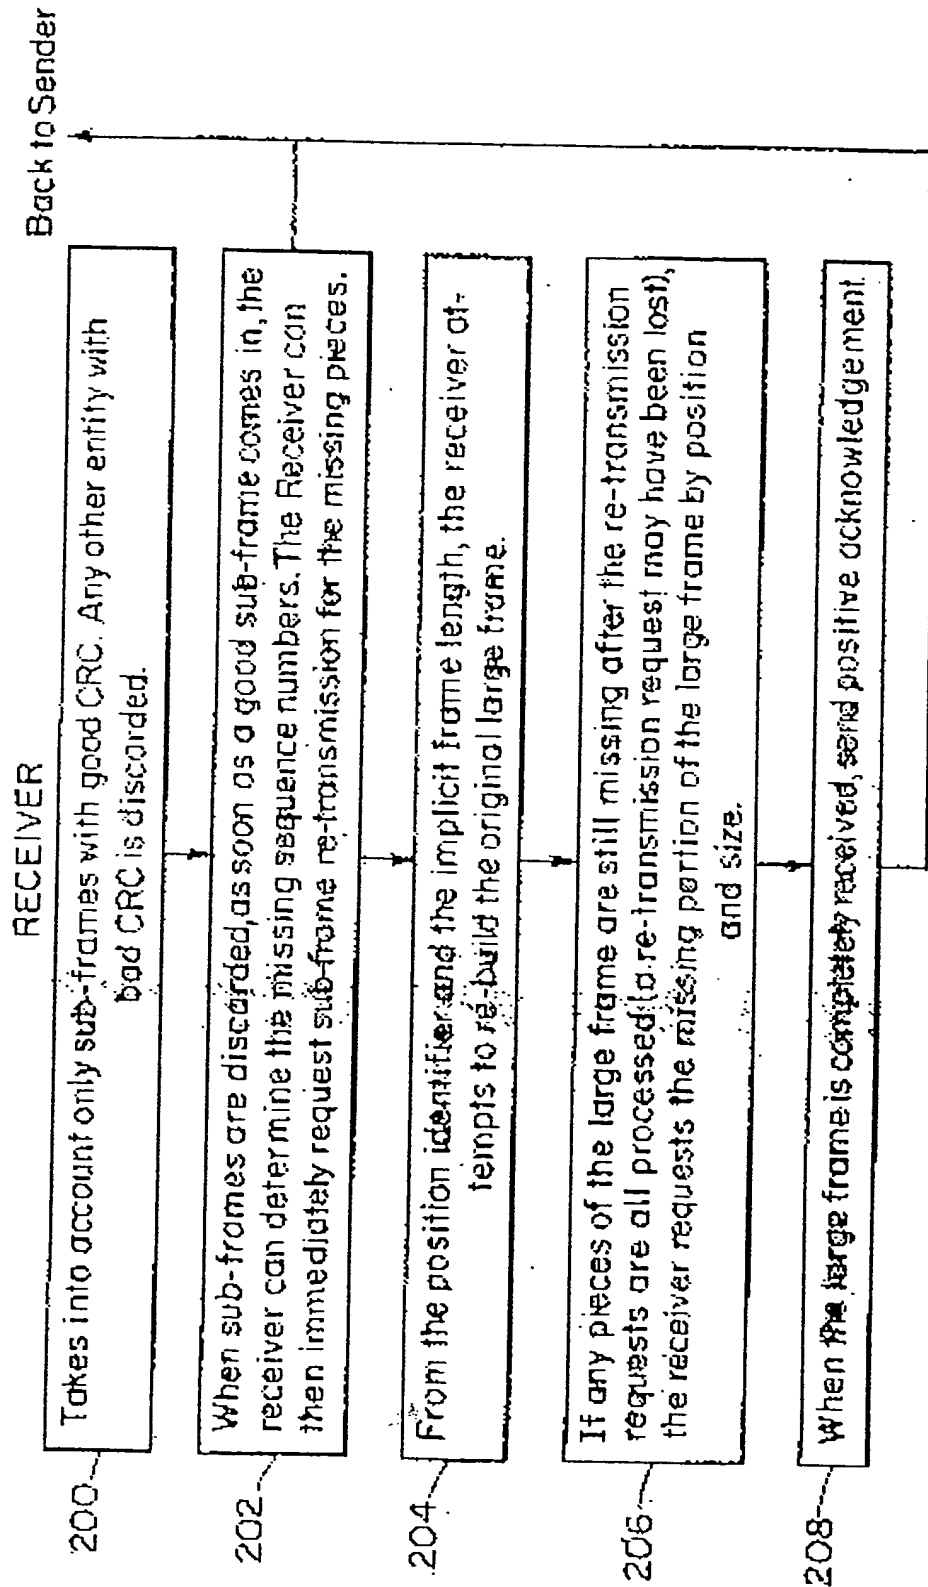 RECEIVER
Back to Sender
200
Takes into account only sub-frames with good CRC. Any other entity with
bad CRC is discarded.
202
When sub-frames are discarded, as soon as a good sub-frame comes in, the
receiver can determine the missing sequence numbers. The Receiver can
then immediately request sub-frame re-transmission for the missing pieces.
204
From the position identifier and the implicit frame length, the receiver at-
tempts to re-build the original large frame.
206
If any pieces of the large frame are still missing after the re-transmission
requests are all processed (a re-transmission request may have been lost),
the receiver requests the missing portion of the large frame by position
and size.
208
When the large frame is completely received, send positive acknowledgement.